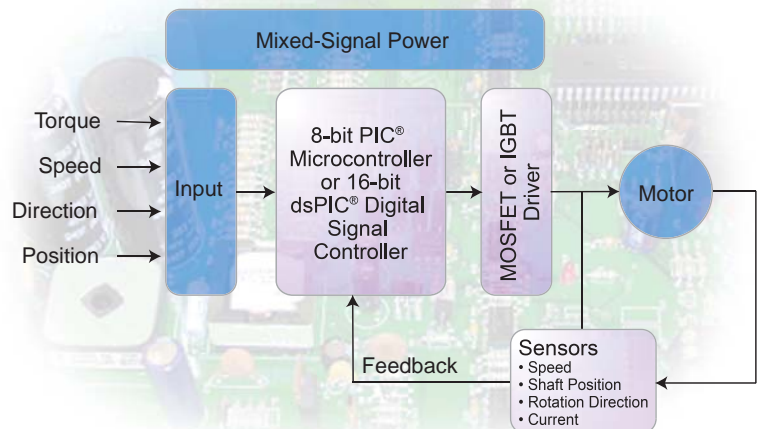 Mixed-Signal Power
Torque
Speed
Direction
Position
Input
8-bit PIC®
Microcontroller
or 16-bit
dsPIC® Digital
Signal
Controller
MOSFET or IGBT
Driver
Motor
Feedback
Sensors
• Speed
• Shaft Position
• Rotation Direction
• Current